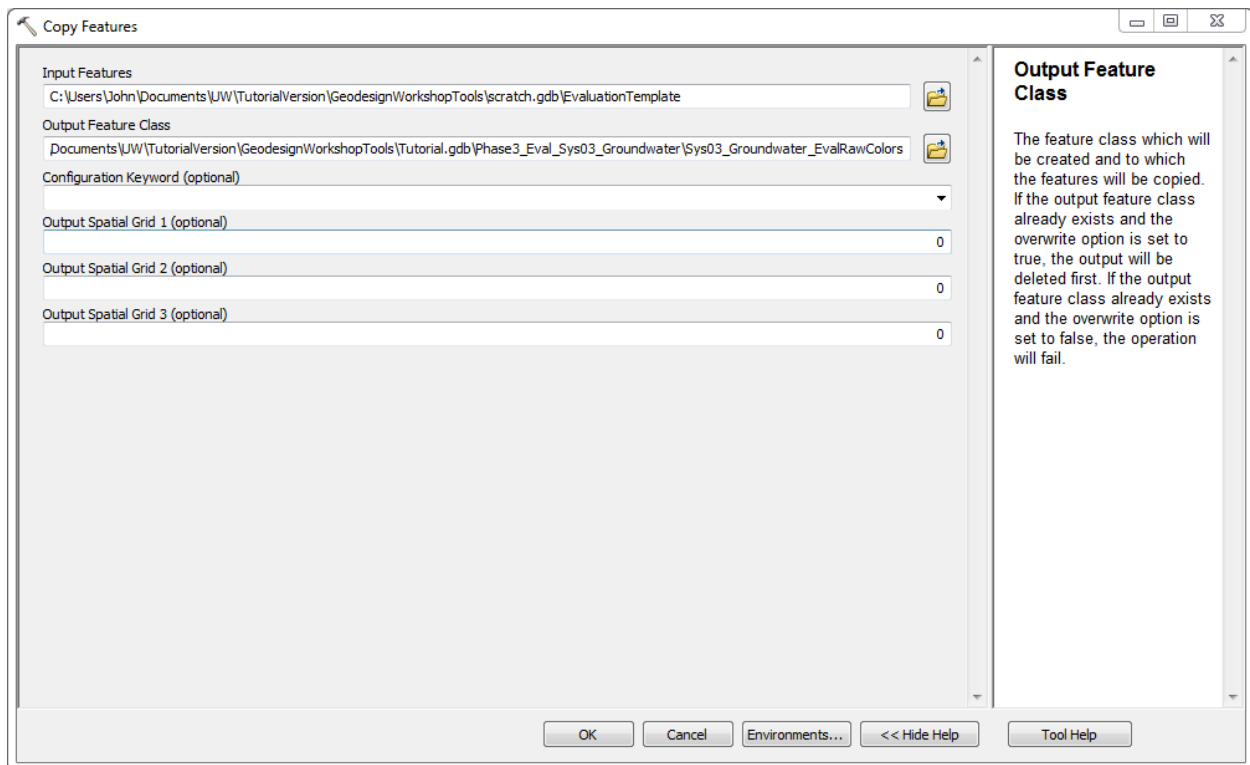 Copy Features
Input Features
C:\Users\John\Documents\UW\TutorialVersion\GeodesignWorkshopTools\scratch.gdb\EvaluationTemplate
Output Feature Class
Documents\UW\TutorialVersion\GeodesignWorkshopTools\Tutorial.gdb\Phase3_Eval_Sys03_Groundwater\Sys03_Groundwater_EvalRawColors
Configuration Keyword (optional)
Output Spatial Grid 1 (optional)
0
Output Spatial Grid 2 (optional)
0
Output Spatial Grid 3 (optional)
0
Output Feature
Class
The feature class which will
be created and to which
the features will be copied.
If the output feature class
already exists and the
overwrite option is set to
true, the output will be
deleted first. If the output
feature class already exists
and the overwrite option is
set to false, the operation
will fail.
OK
Cancel
Environments...
<< Hide Help
Tool Help